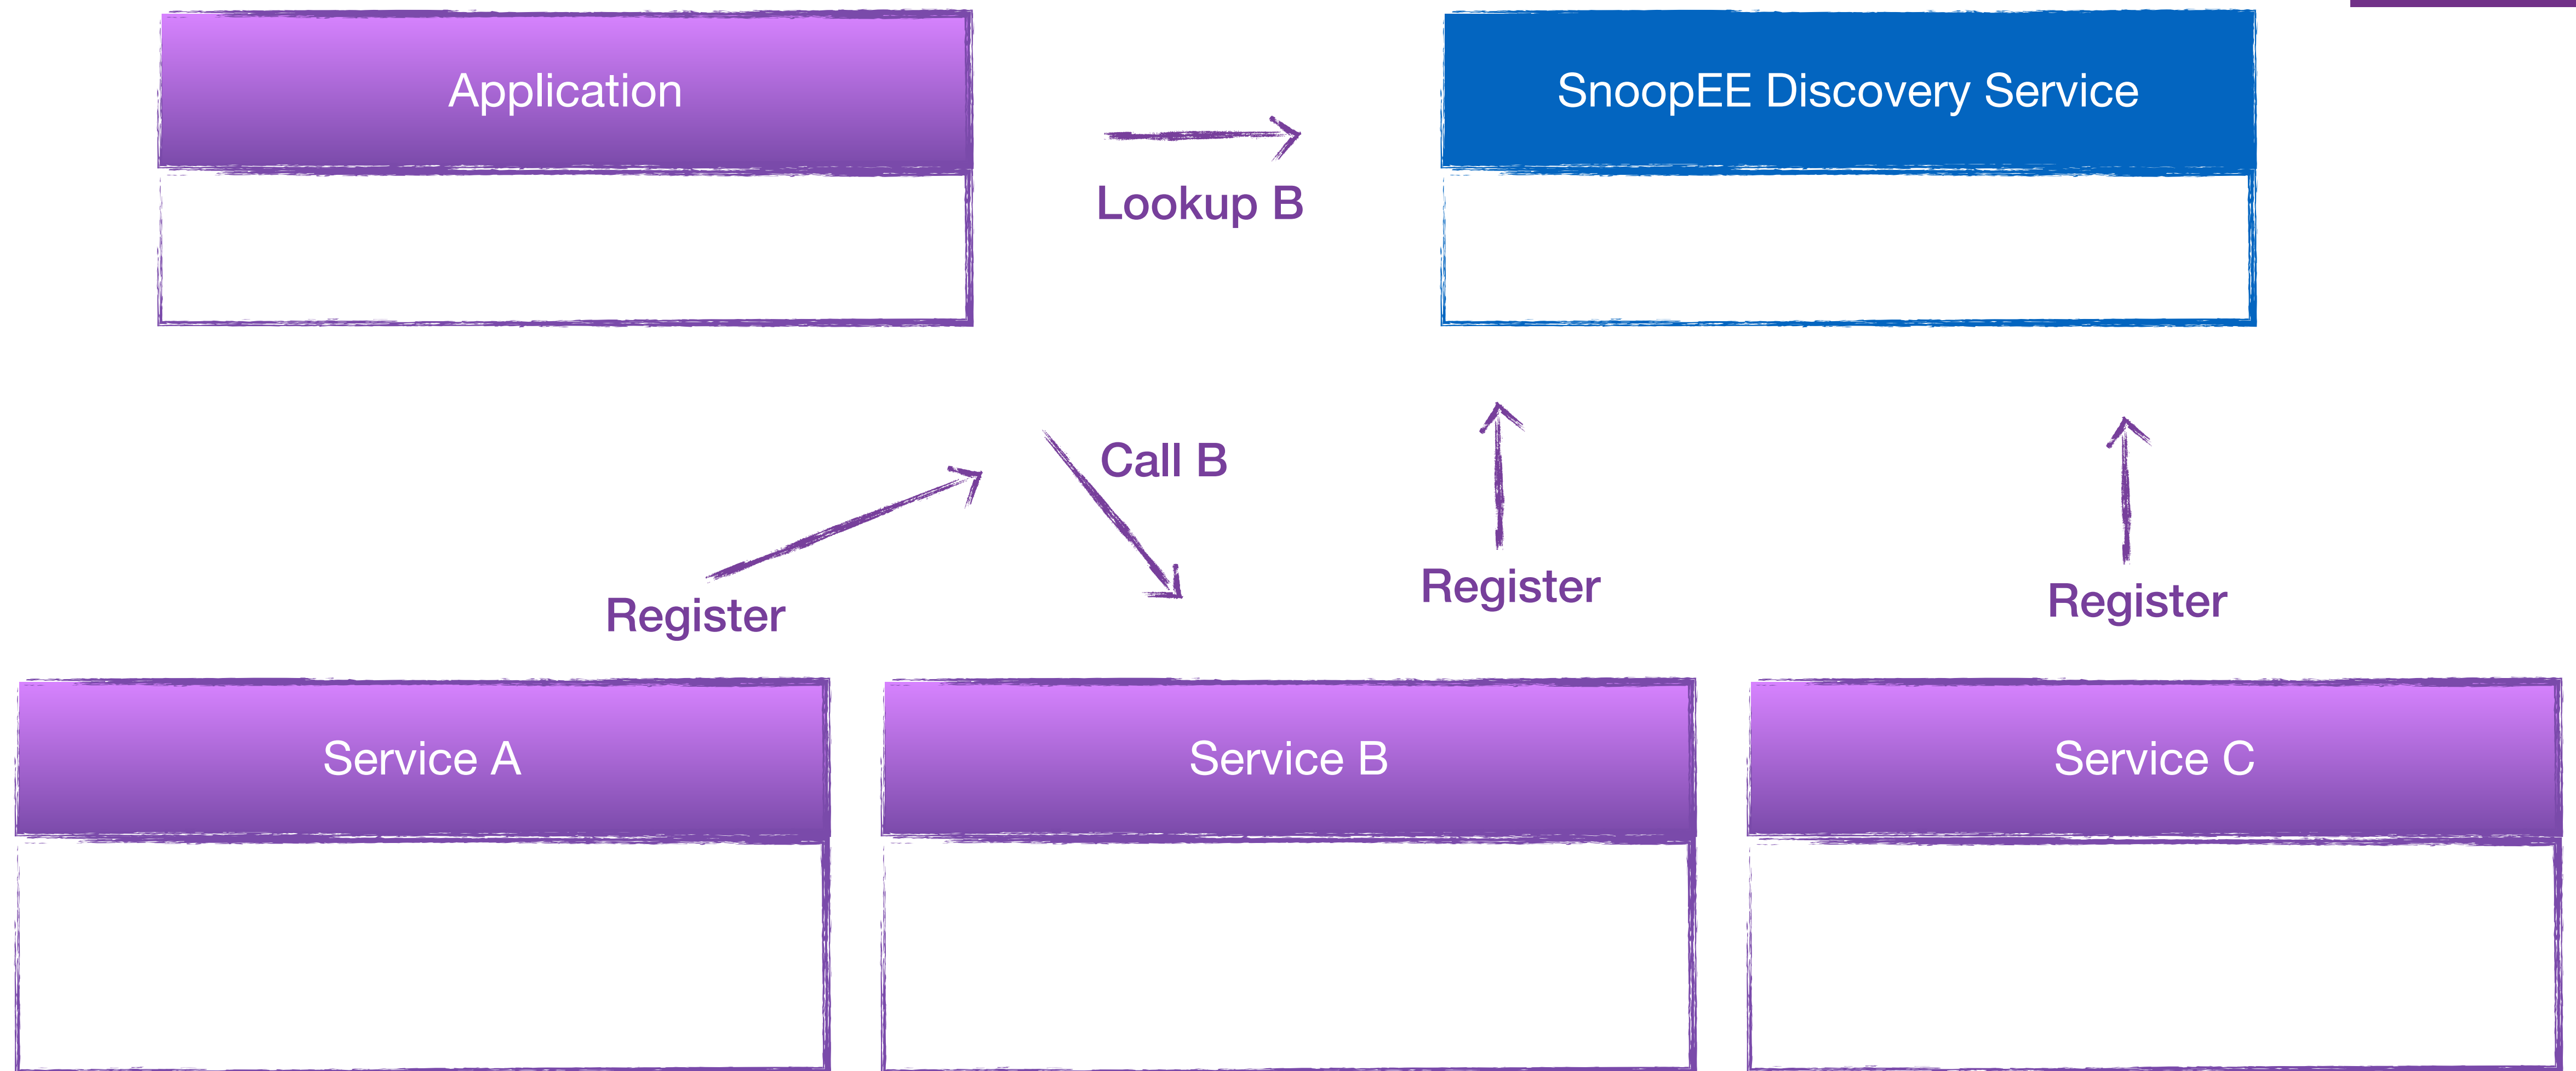 Application
SnoopEE Discovery Service
Lookup B
Call B
Register
Register
Register
Service A
Service B
Service C